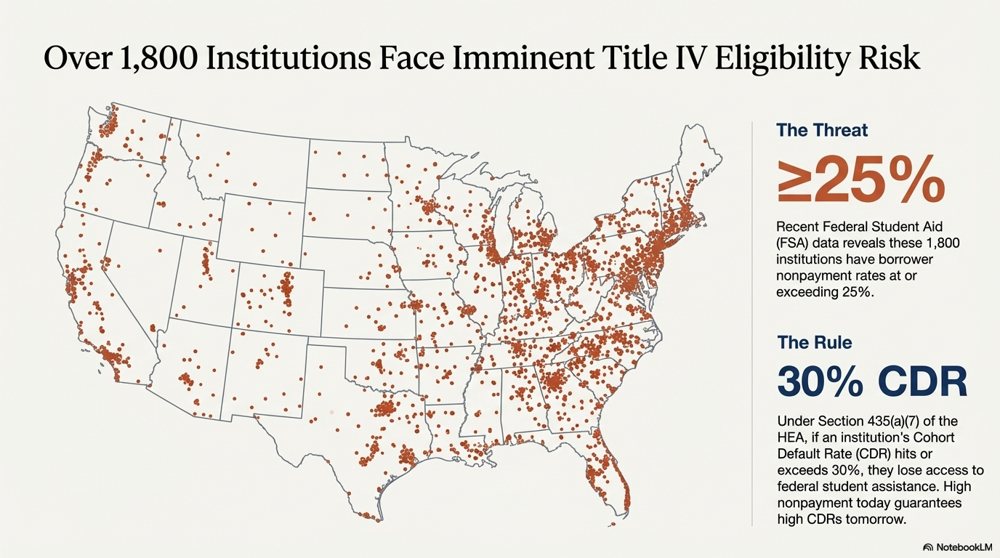 Over 1,800 Institutions Face Imminent Title IV Eligibility Risk
The Threat
≥25%
Recent Federal Student Aid
(FSA) data reveals these 1,800
institutions have borrower
nonpayment rates at or
exceeding 25%.
The Rule
30% CDR
Under Section 435(a)(7) of the
HEA, if an institution's Cohort
Default Rate (CDR) hits or
exceeds 30%, they lose access to
federal student assistance. High
nonpayment today guarantees
high CDRs tomorrow.
NotebookLM